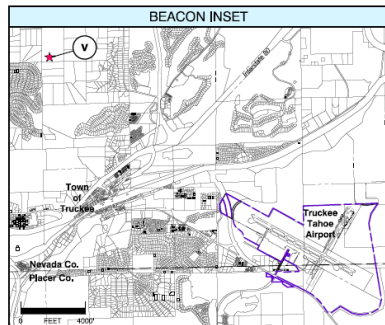 BEACON INSET
V
Interstate 80
Town
of
Truckee
Truckee
Tahoe
Airport
Nevada Co.
Placer Co.
0 FEET 4000'